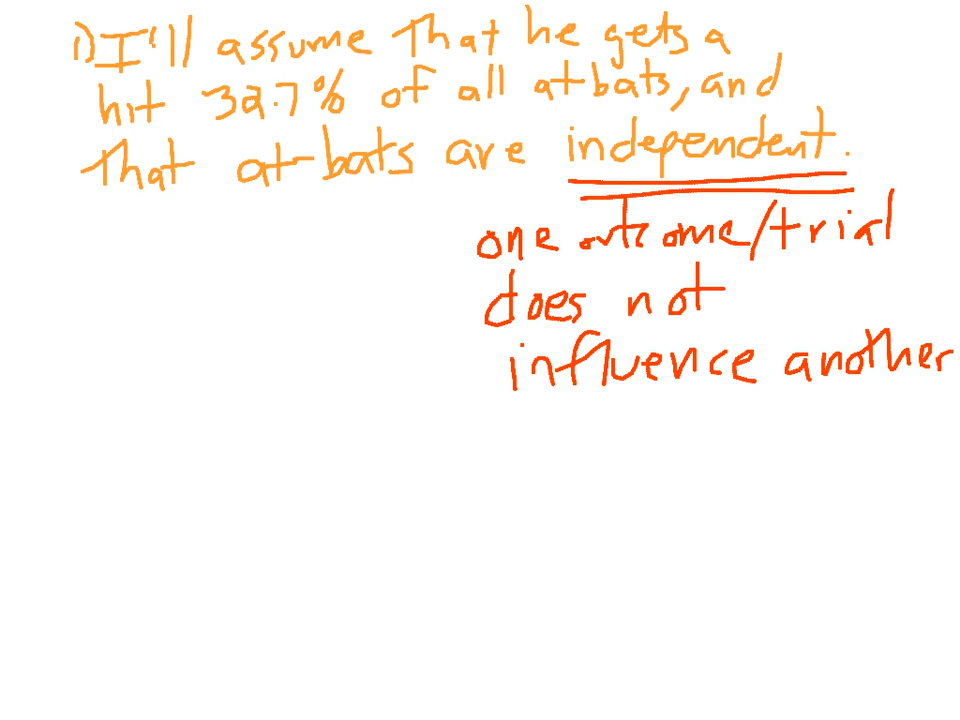 1) I'll assume that he gets a
hit 32.7% of all at bats, and
that at-bats are independent.
one outcome/trial
does not
influence another